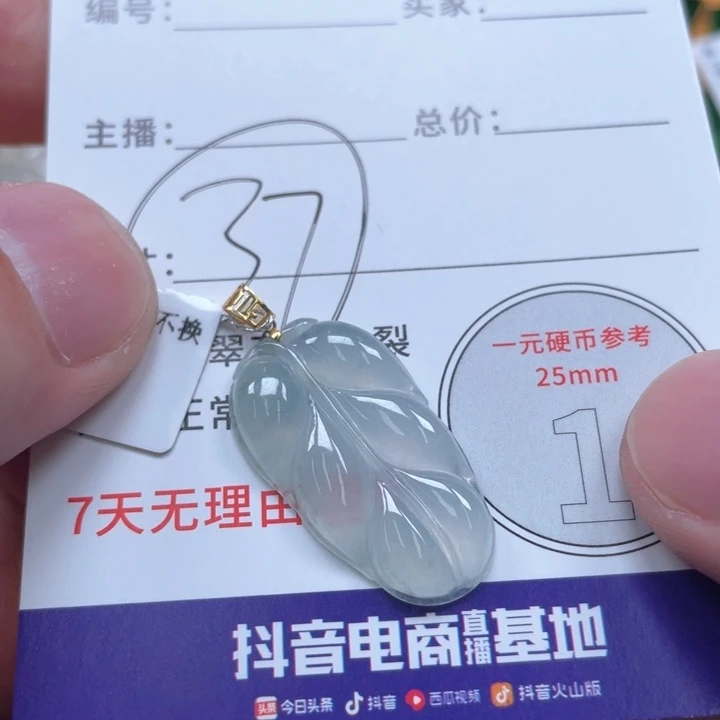 编号：
买家：
主播：
总价：
37
：
不换
翠
裂
正常
一元硬币参考
25mm
1
7天无理由
抖音电商直播基地
头条 今日头条 抖音 西瓜视频 抖音火山版